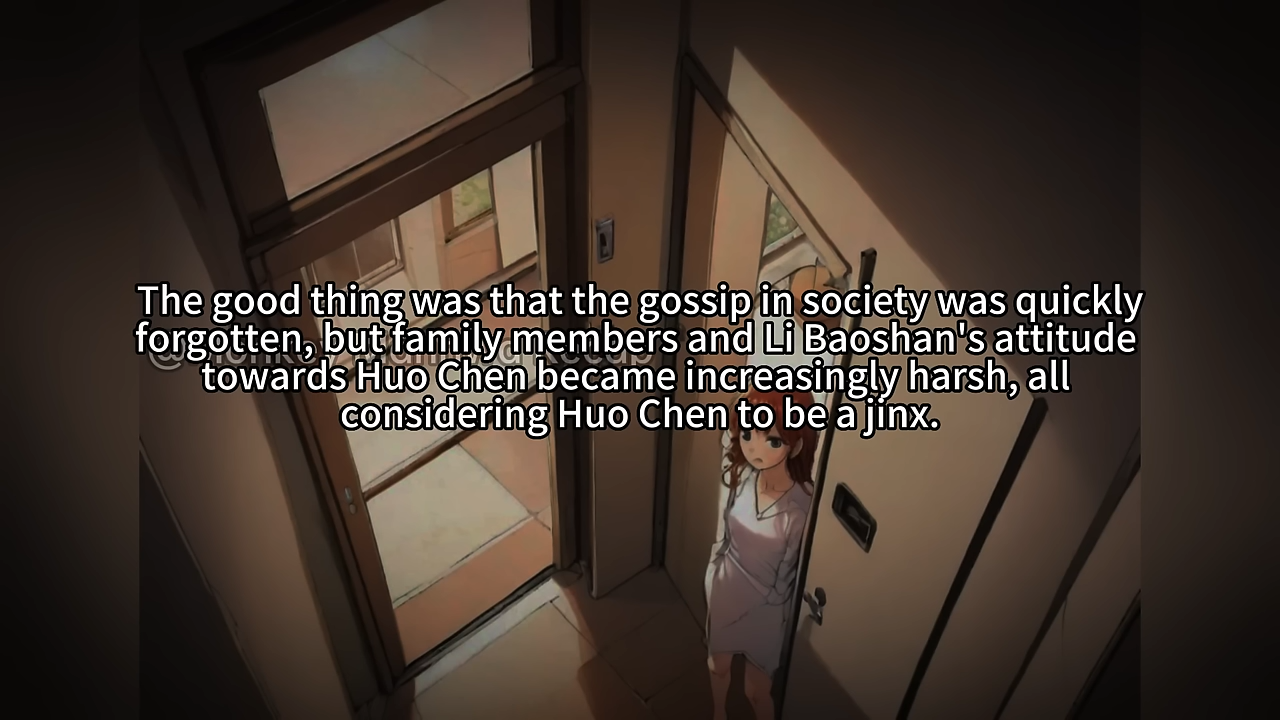 The good thing was that the gossip in society was quickly
forgotten, but family members and Li Baoshan's attitude
towards Huo Chen became increasingly harsh, all
considering Huo Chen to be a jinx.